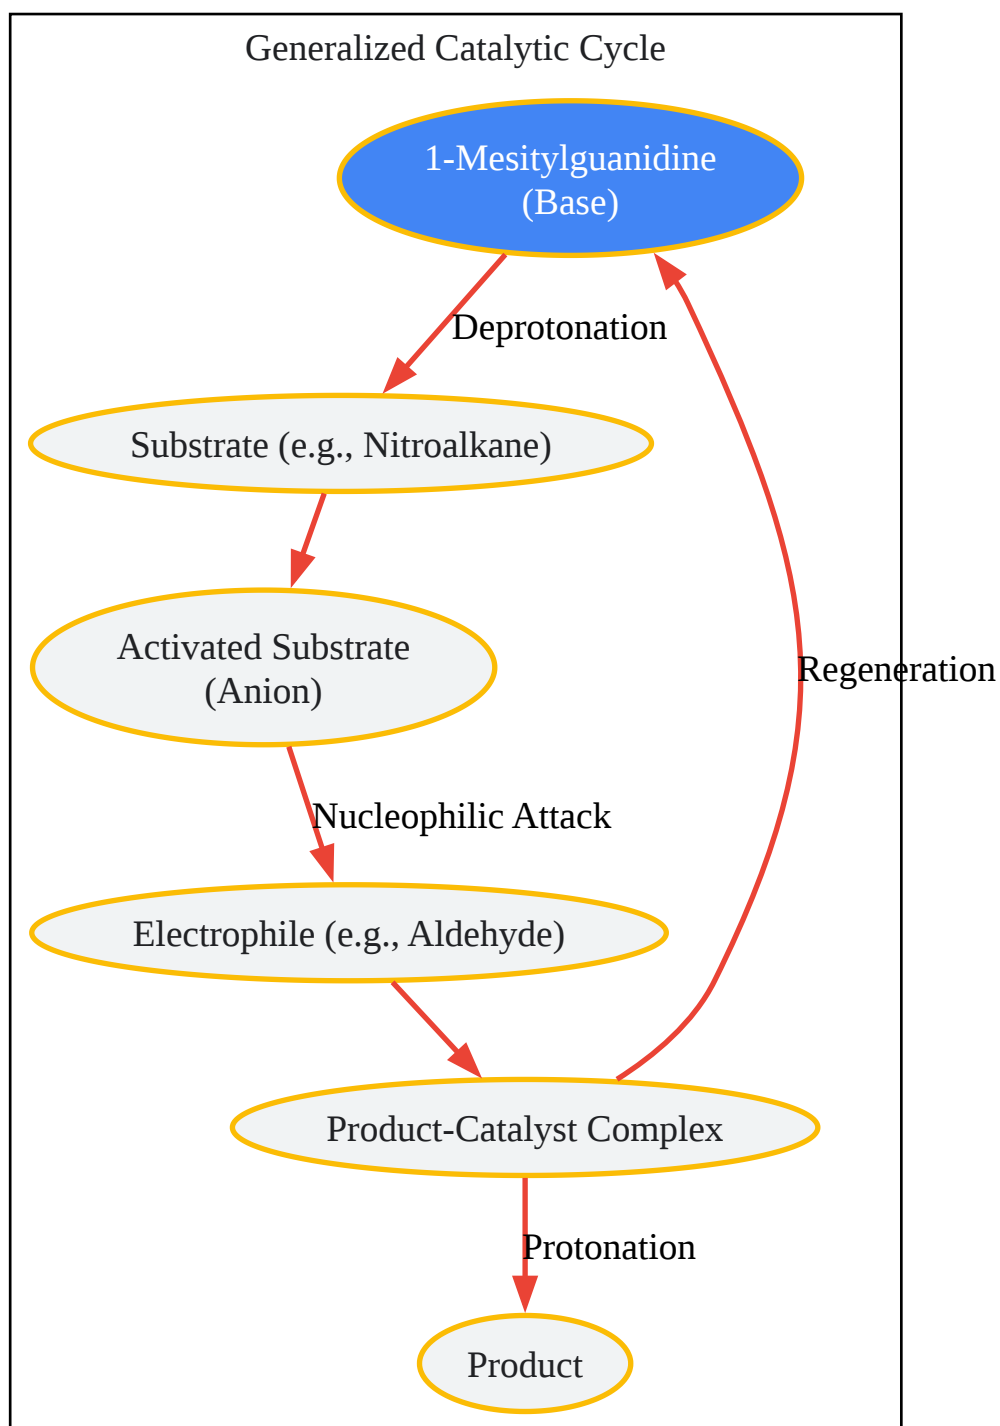 Generalized Catalytic Cycle
1-Mesitylguanidine
(Base)
Deprotonation
Substrate (e.g., Nitroalkane)
Activated Substrate
(Anion)
Regeneration
Nucleophilic Attack
Electrophile (e.g., Aldehyde)
Product-Catalyst Complex
Protonation
Product